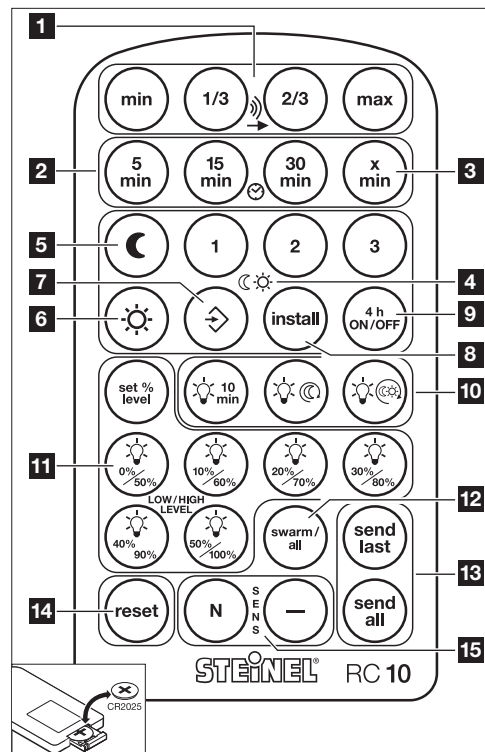 1
min 1/3 2/3 max
2
5 min 15 min 30 min x min
3
5
1 2 3
4
7
6
install
4 h ON/OFF
9
8
set % level
10 min
10
11
0%/50% 10%/60% 20%/70% 30%/80%
LOW/HIGH LEVEL
40%/90% 50%/100%
12
swarm/ all
send last
13
14
reset
N SENS —
send all
15
STEINEL® RC 10
CR2025